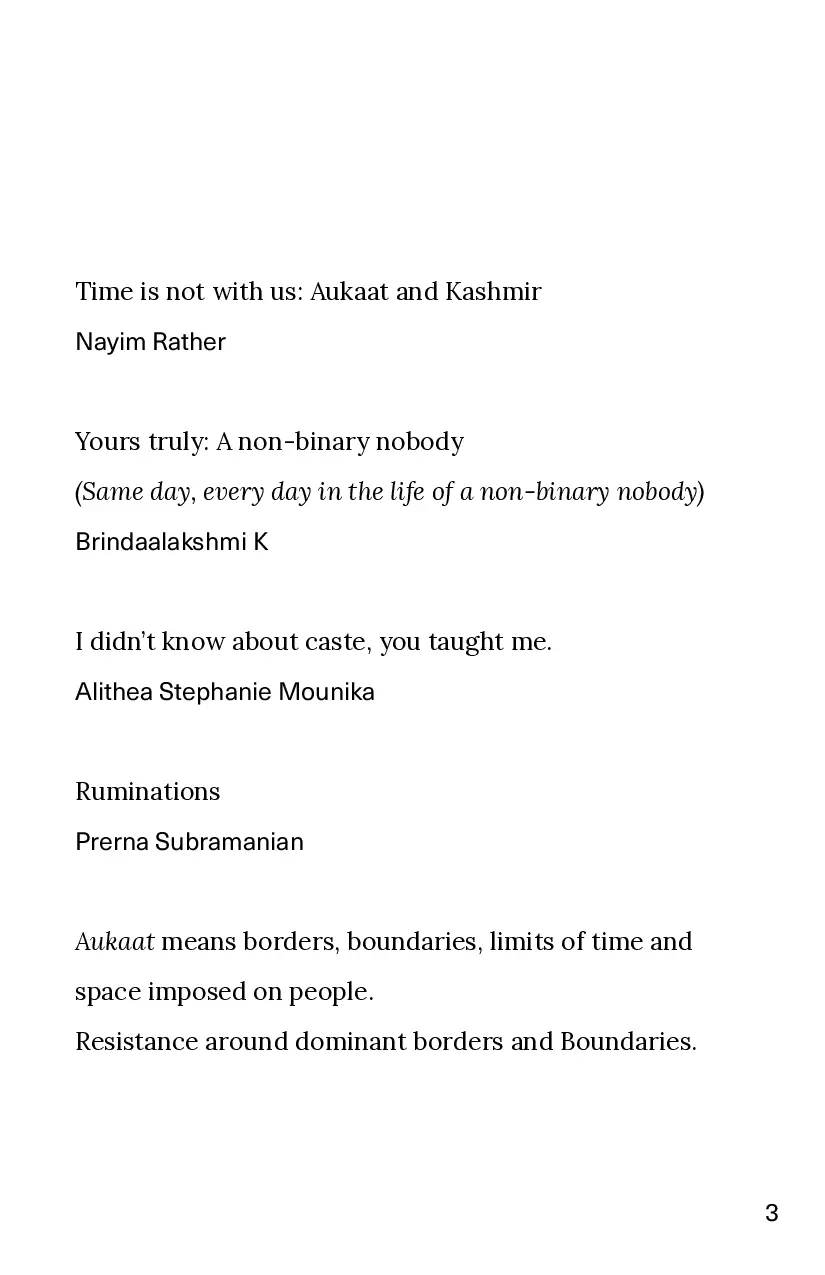 Time is not with us: Aukaat and Kashmir
Nayim Rather
Yours truly: A non-binary nobody
(Same day, every day in the life of a non-binary nobody)
Brindaalakshmi K
I didn’t know about caste, you taught me.
Alithea Stephanie Mounika
Ruminations
Prerna Subramanian
Aukaat means borders, boundaries, limits of time and
space imposed on people.
Resistance around dominant borders and Boundaries.
3